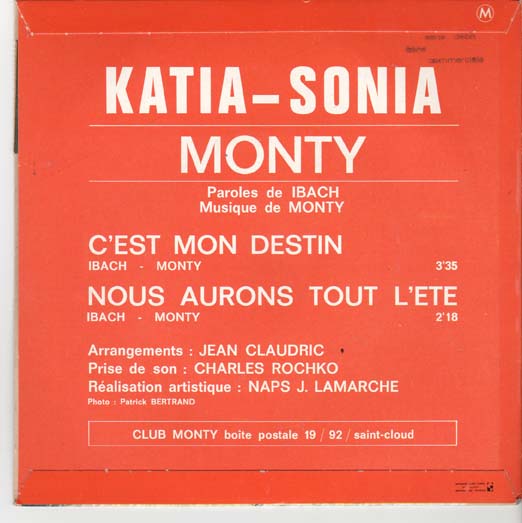 M
KATIA-SONIA
MONTY
Paroles de IBACH
Musique de MONTY
C'EST MON DESTIN
IBACH - MONTY 3'35
NOUS AURONS TOUT L'ETE
IBACH - MONTY 2'18
Arrangements : JEAN CLAUDRIC
Prise de son : CHARLES ROCHKO
Réalisation artistique : NAPS J. LAMARCHE
Photo : Patrick BERTRAND
CLUB MONTY boite postale 19 / 92 / saint-cloud